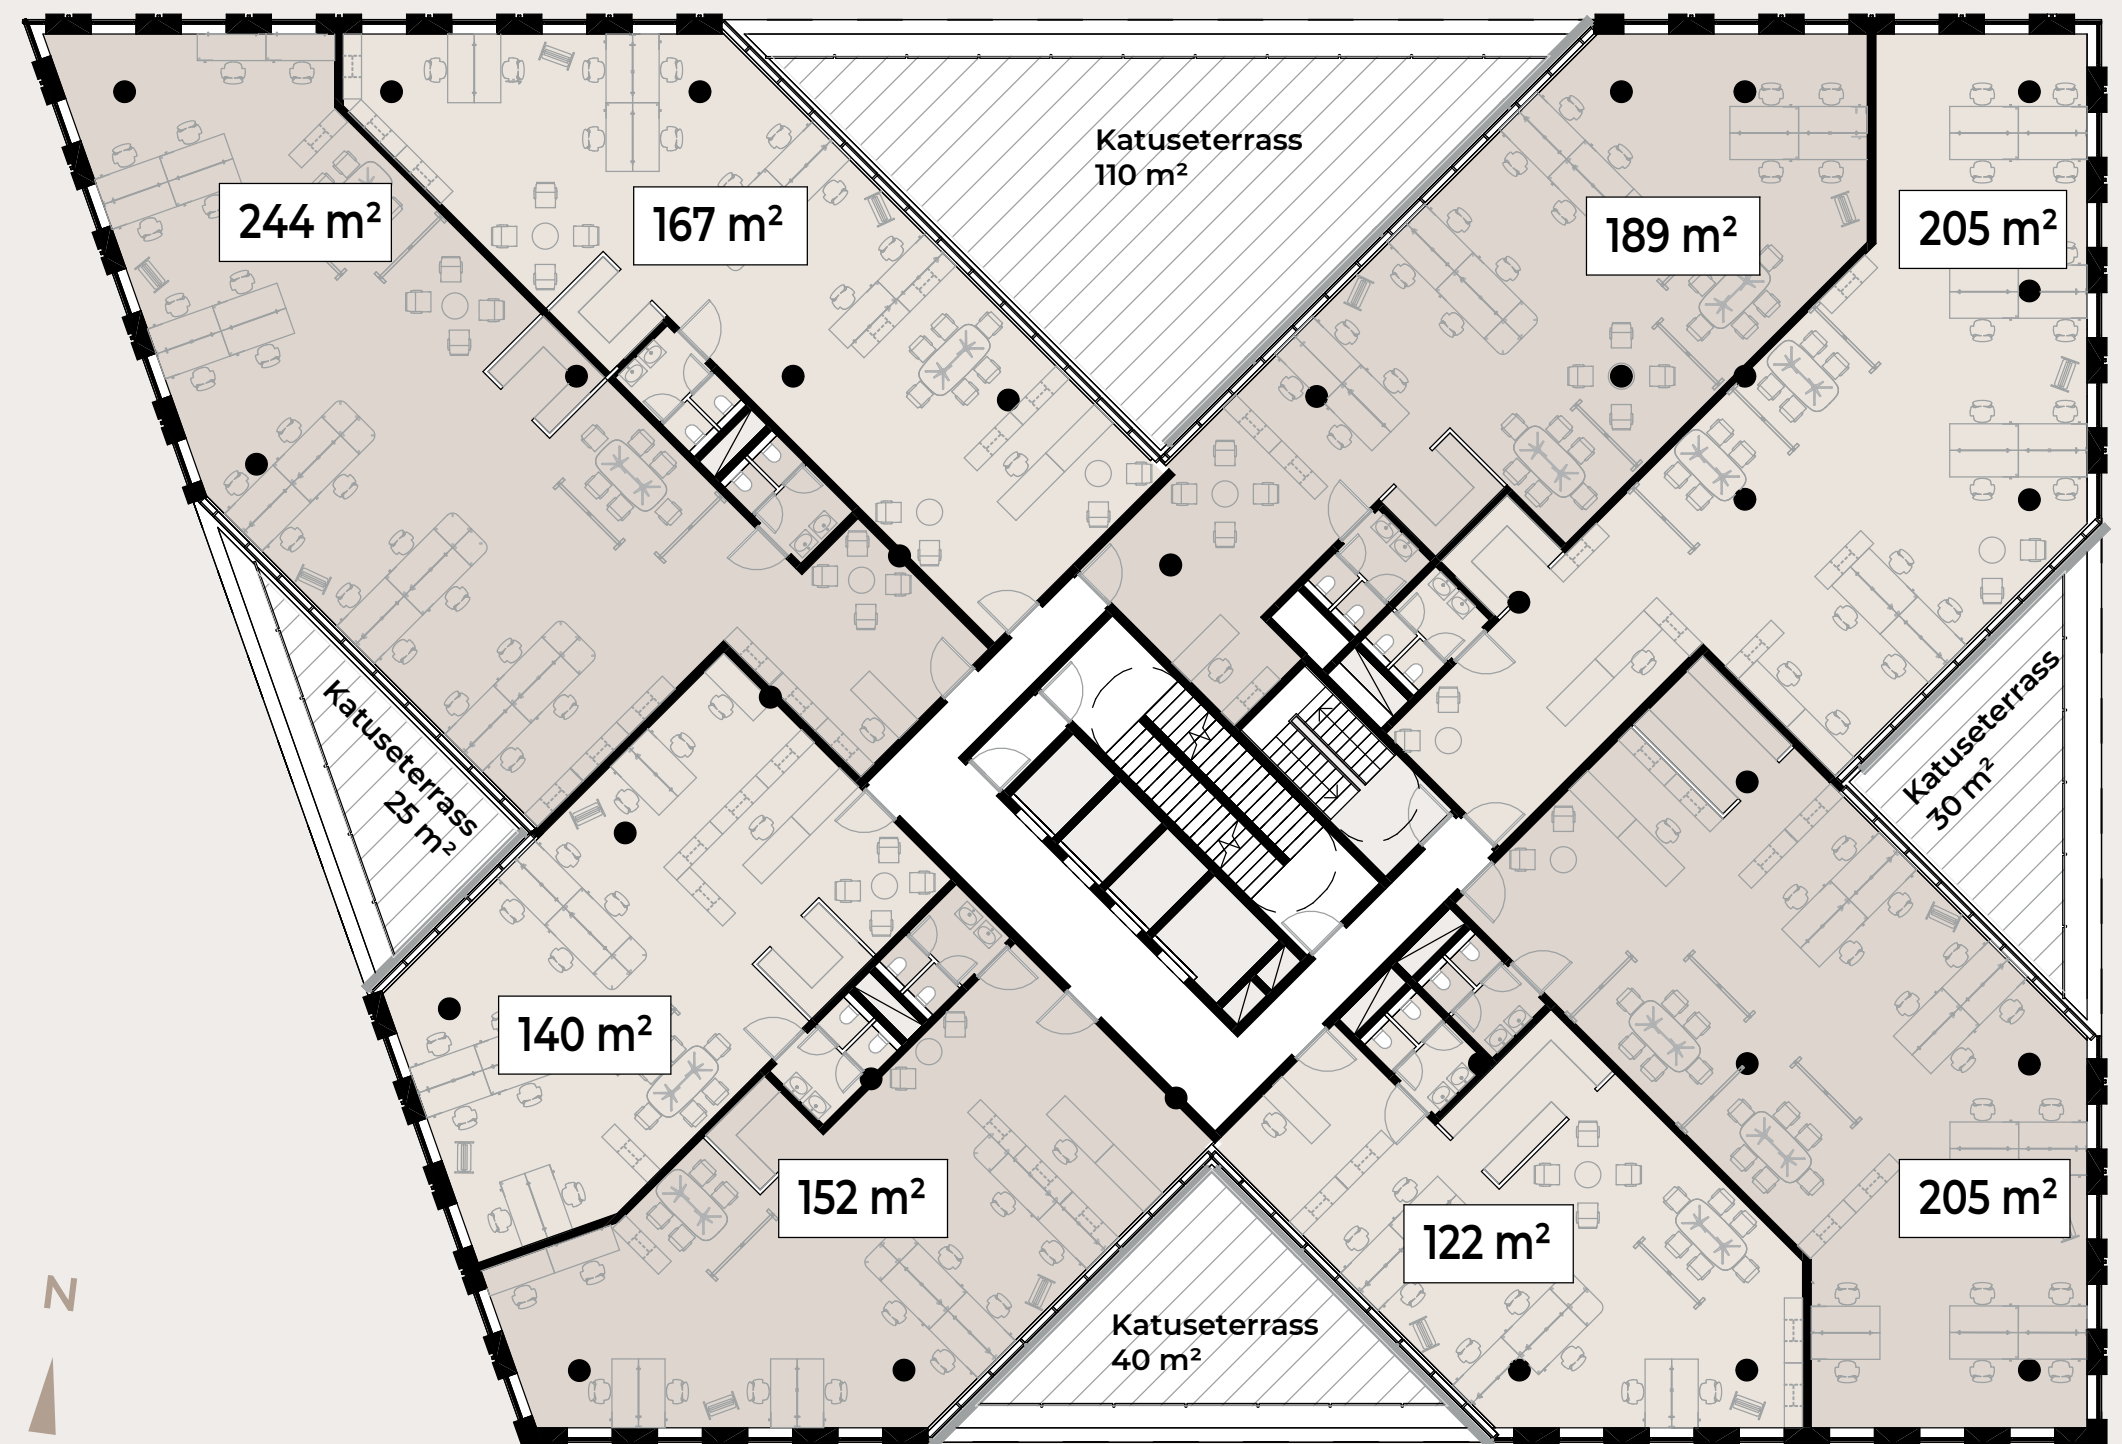 Katuseterrass
110 m²
244 m²
167 m²
189 m²
205 m²
Katuseterrass
25 m²
Katuseterrass
30 m²
140 m²
152 m²
122 m²
205 m²
Katuseterrass
40 m²
N